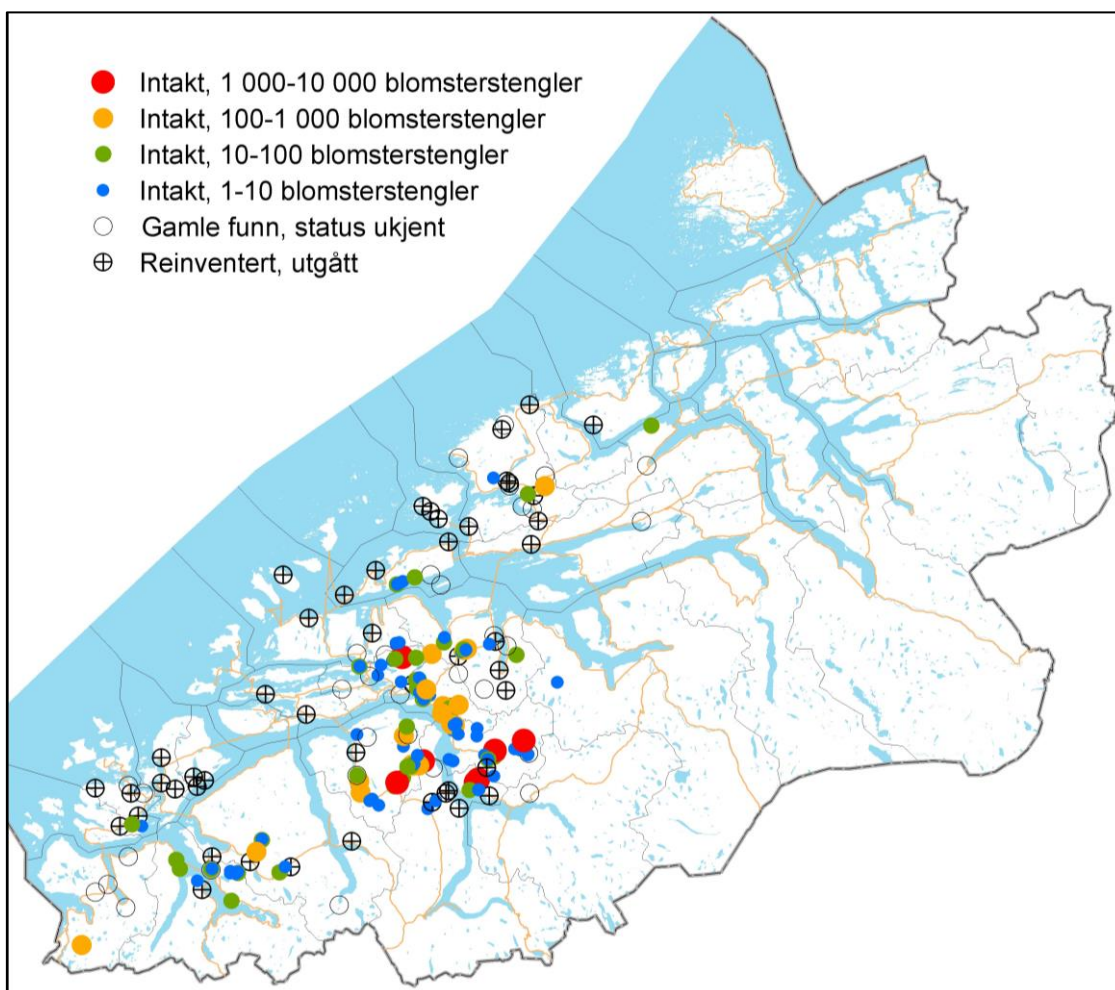 Intakt, 1 000-10 000 blomsterstengler
Intakt, 100-1 000 blomsterstengler
Intakt, 10-100 blomsterstengler
Intakt, 1-10 blomsterstengler
Gamle funn, status ukjent
Reinventert, utgått